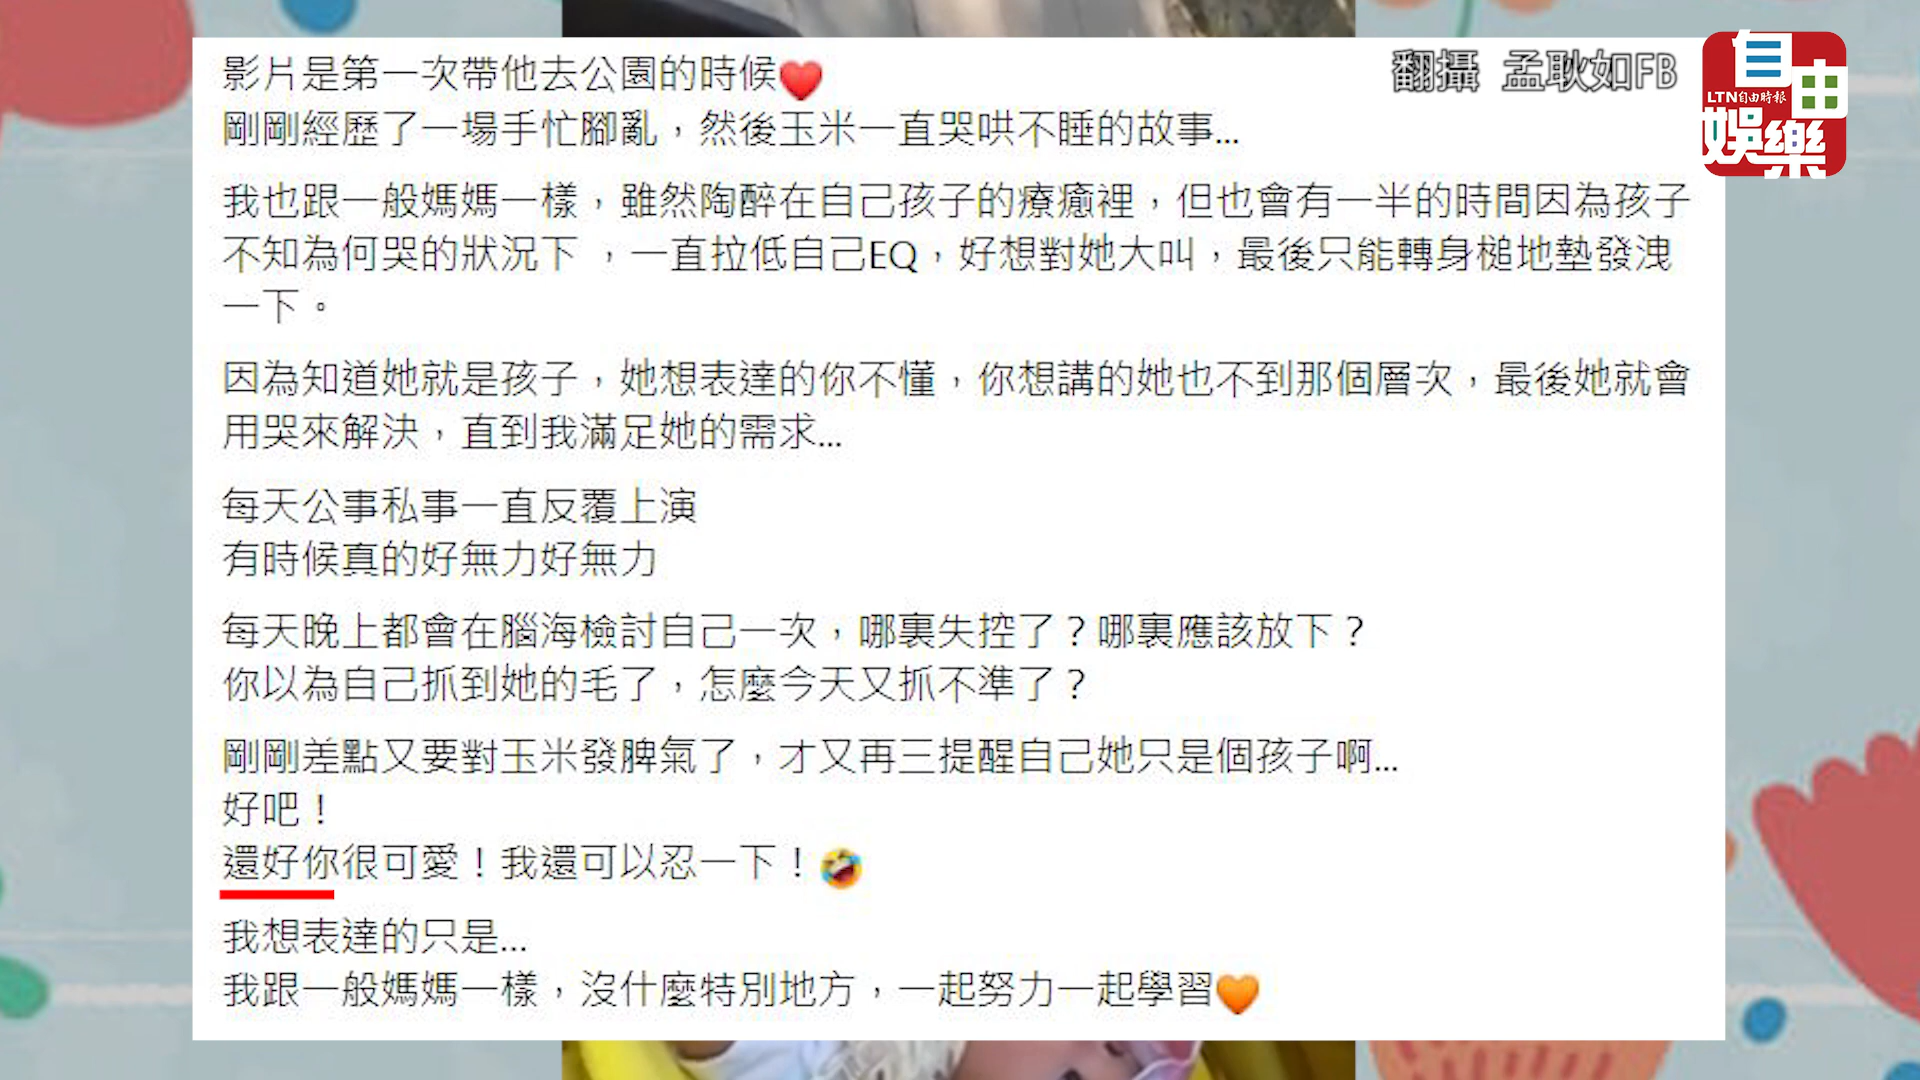 影片是第一次帶他去公園的時候❤️
剛剛經歷了一場手忙腳亂，然後玉米一直哭哄不睡的故事...
我也跟一般媽媽一樣，雖然陶醉在自己孩子的療癒裡，但也會有一半的時間因為孩子
不知為何哭的狀況下 ，一直拉低自己EQ，好想對她大叫，最後只能轉身槌地墊發洩
一下。
因為知道她就是孩子，她想表達的你不懂，你想講的她也不到那個層次，最後她就會
用哭來解決，直到我滿足她的需求...
每天公事私事一直反覆上演
有時候真的好無力好無力
每天晚上都會在腦海檢討自己一次，哪裏失控了？哪裏應該放下？
你以為自己抓到她的毛了，怎麼今天又抓不準了？
剛剛差點又要對玉米發脾氣了，才又再三提醒自己她只是個孩子啊...
好吧！
還好你很可愛！我還可以忍一下！🤣
我想表達的只是...
我跟一般媽媽一樣，沒什麼特別地方，一起努力一起學習🧡
翻攝 孟耿如FB
自由
LTN自由時報
娛樂